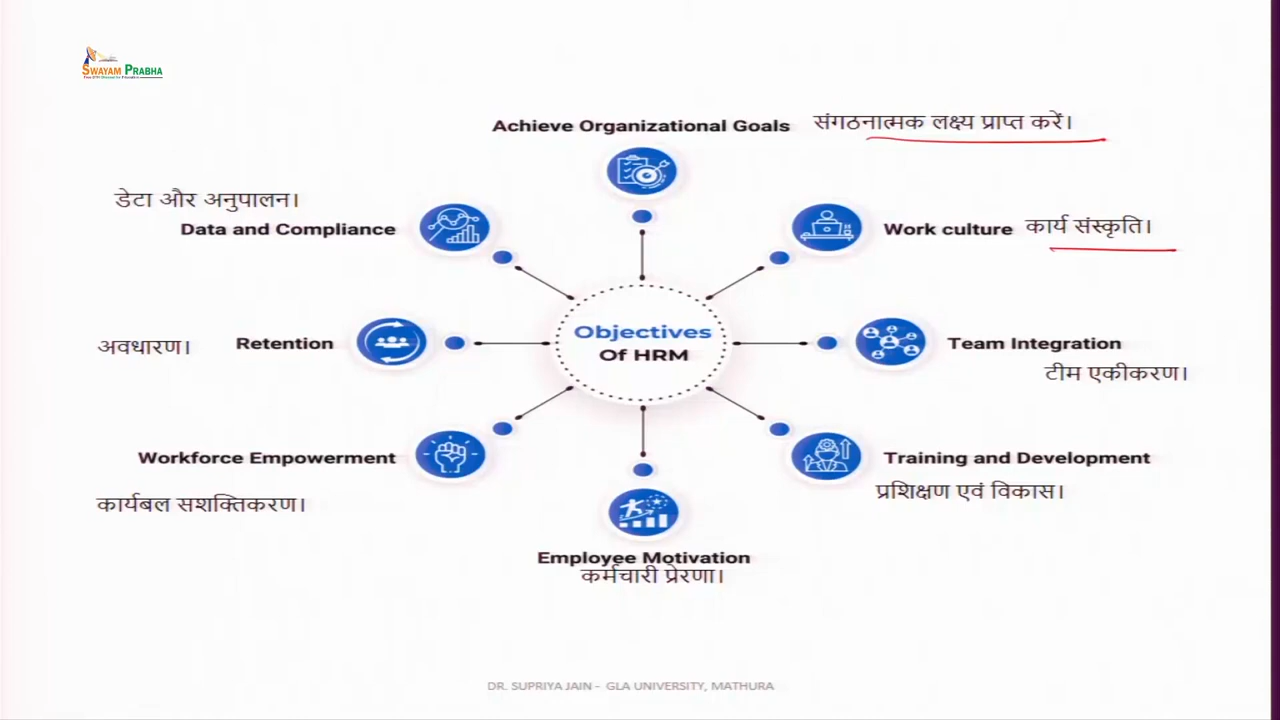 SWAYAM PRABHA
Achieve Organizational Goals संगठनात्मक लक्ष्य प्राप्त करें।
डेटा और अनुपालन।
Data and Compliance
Work culture कार्य संस्कृति।
Objectives
Of HRM
अवधारण। Retention
Team Integration
टीम एकीकरण।
Workforce Empowerment
कार्यबल सशक्तिकरण।
Training and Development
प्रशिक्षण एवं विकास।
Employee Motivation
कर्मचारी प्रेरणा।
DR. SUPRIYA JAIN - GLA UNIVERSITY, MATHURA